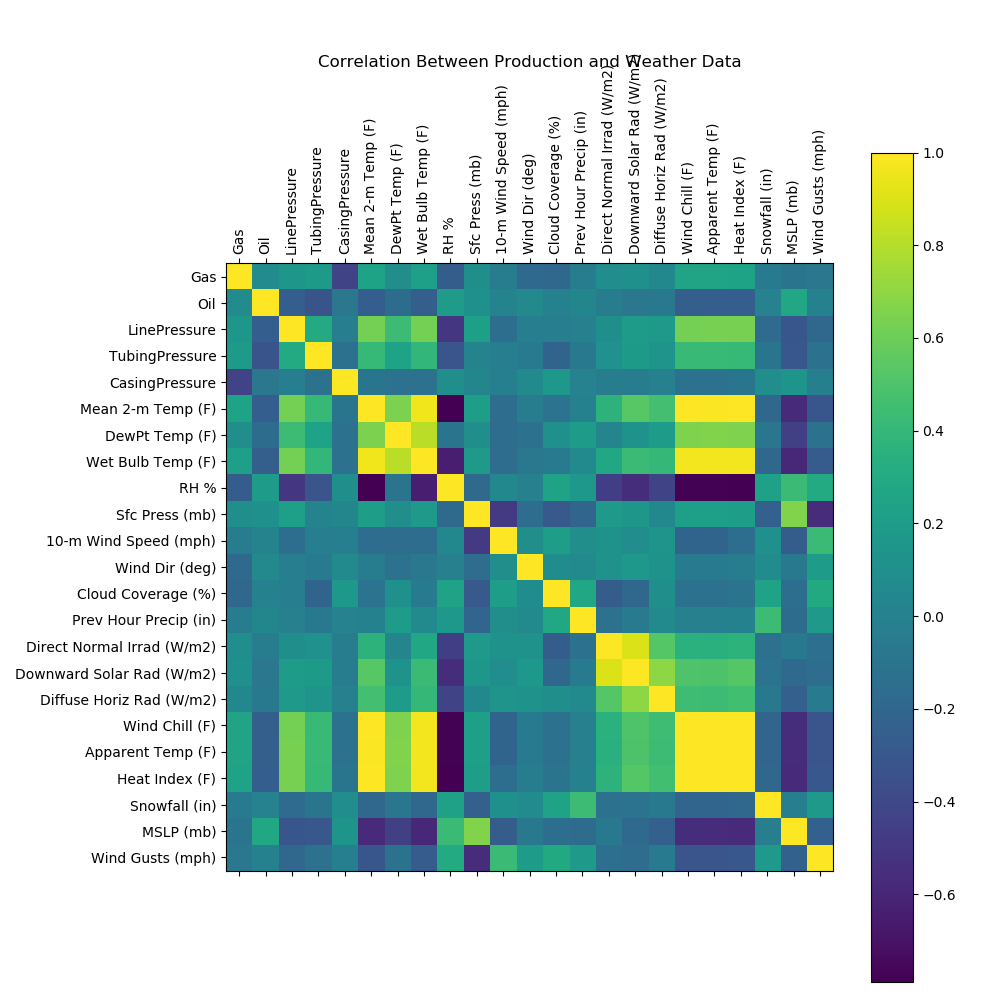 Correlation Between Production and Weather Data
Gas
Oil
LinePressure
TubingPressure
CasingPressure
Mean 2-m Temp (F)
DewPt Temp (F)
Wet Bulb Temp (F)
RH %
Sfc Press (mb)
10-m Wind Speed (mph)
Wind Dir (deg)
Cloud Coverage (%)
Prev Hour Precip (in)
Direct Normal Irrad (W/m2)
Downward Solar Rad (W/m2)
Diffuse Horiz Rad (W/m2)
Wind Chill (F)
Apparent Temp (F)
Heat Index (F)
Snowfall (in)
MSLP (mb)
Wind Gusts (mph)
Gas
Oil
LinePressure
TubingPressure
CasingPressure
Mean 2-m Temp (F)
DewPt Temp (F)
Wet Bulb Temp (F)
RH %
Sfc Press (mb)
10-m Wind Speed (mph)
Wind Dir (deg)
Cloud Coverage (%)
Prev Hour Precip (in)
Direct Normal Irrad (W/m2)
Downward Solar Rad (W/m2)
Diffuse Horiz Rad (W/m2)
Wind Chill (F)
Apparent Temp (F)
Heat Index (F)
Snowfall (in)
MSLP (mb)
Wind Gusts (mph)
1.0
0.8
0.6
0.4
0.2
0.0
−0.2
−0.4
−0.6